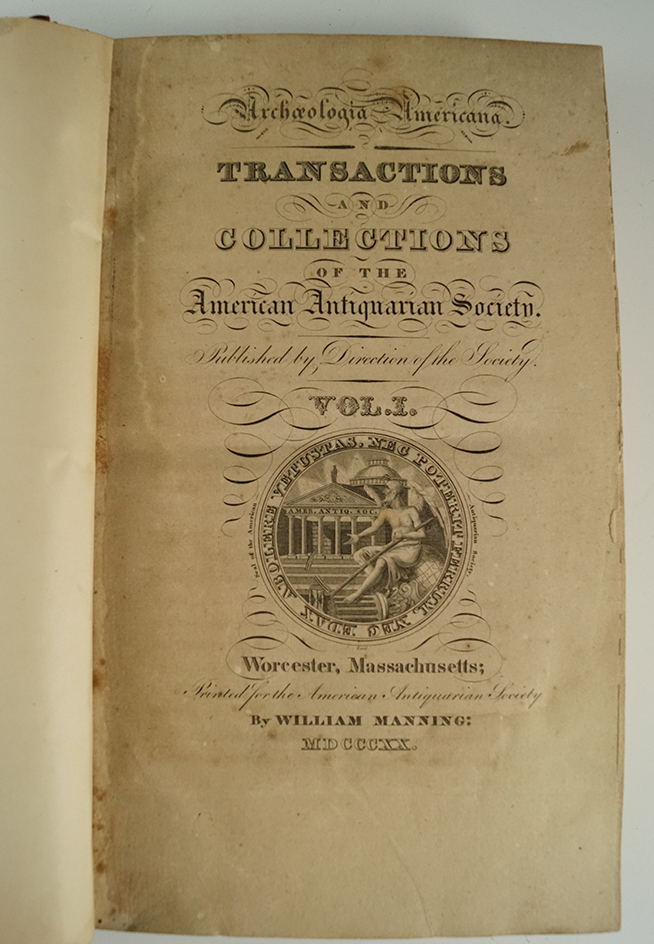 Archæologia Americana.
TRANSACTIONS
AND
COLLECTIONS
OF THE
American Antiquarian Society.
Published by Direction of the Society.
VOL. I.
NEC POTERIT FERRUM, NEC EDAX ABOLERE VETUSTAS.
AMER. ANTIQ. SOC.
Seal of the American
Antiquarian Society.
Worcester, Massachusetts;
Printed for the American Antiquarian Society
By WILLIAM MANNING:
MDCCCXX.